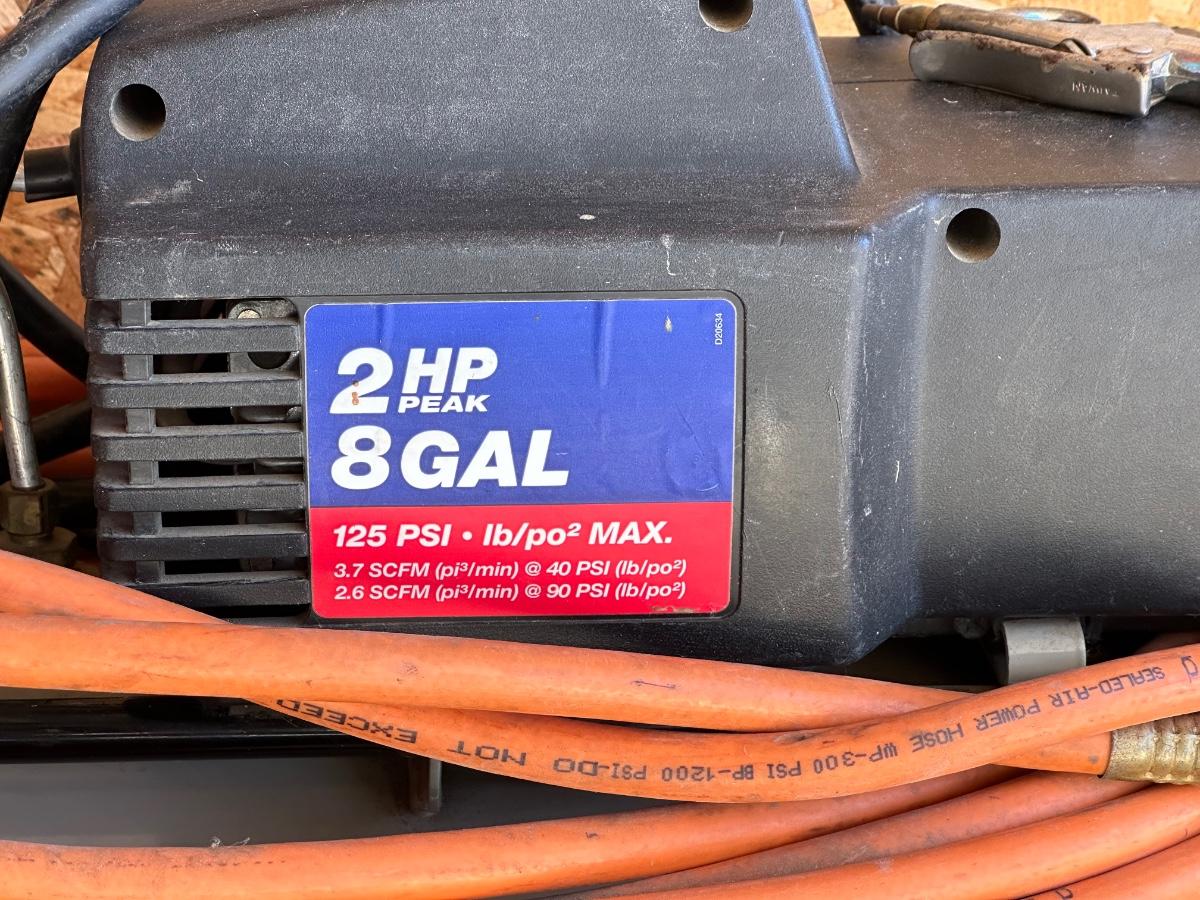 TAIWAN
D20634
2 HP
PEAK
8 GAL
125 PSI • lb/po² MAX.
3.7 SCFM (pi³/min) @ 40 PSI (lb/po²)
2.6 SCFM (pi³/min) @ 90 PSI (lb/po²)
SEALED-AIR POWER HOSE WP-300 PSI BP-1200 PSI-DO NOT EXCEED